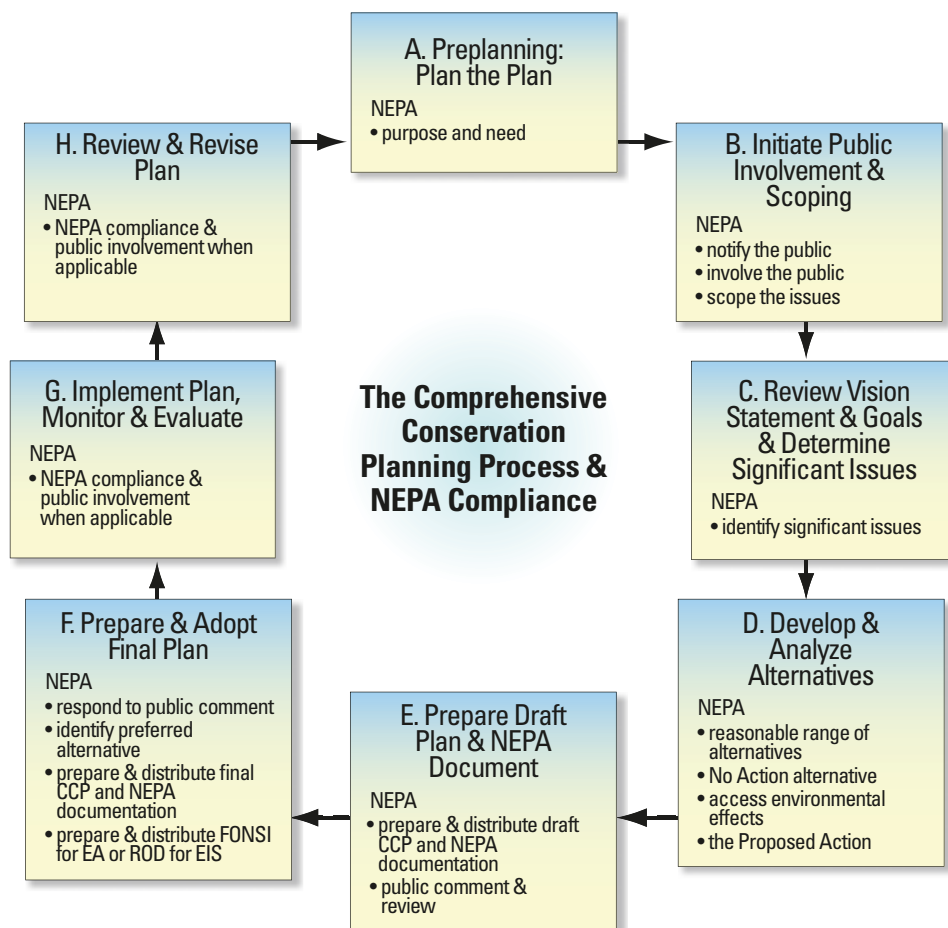 A. Preplanning:
Plan the Plan
NEPA
• purpose and need
B. Initiate Public
Involvement &
Scoping
NEPA
• notify the public
• involve the public
• scope the issues
C. Review Vision
Statement & Goals
& Determine
Significant Issues
NEPA
• identify significant issues
D. Develop &
Analyze
Alternatives
NEPA
• reasonable range of
alternatives
• No Action alternative
• access environmental
effects
• the Proposed Action
E. Prepare Draft
Plan & NEPA
Document
NEPA
• prepare & distribute draft
CCP and NEPA
documentation
• public comment &
review
F. Prepare & Adopt
Final Plan
NEPA
• respond to public comment
• identify preferred
alternative
• prepare & distribute final
CCP and NEPA
documentation
• prepare & distribute FONSI
for EA or ROD for EIS
G. Implement Plan,
Monitor & Evaluate
NEPA
• NEPA compliance &
public involvement
when applicable
H. Review & Revise
Plan
NEPA
• NEPA compliance &
public involvement when
applicable
The Comprehensive
Conservation
Planning Process &
NEPA Compliance